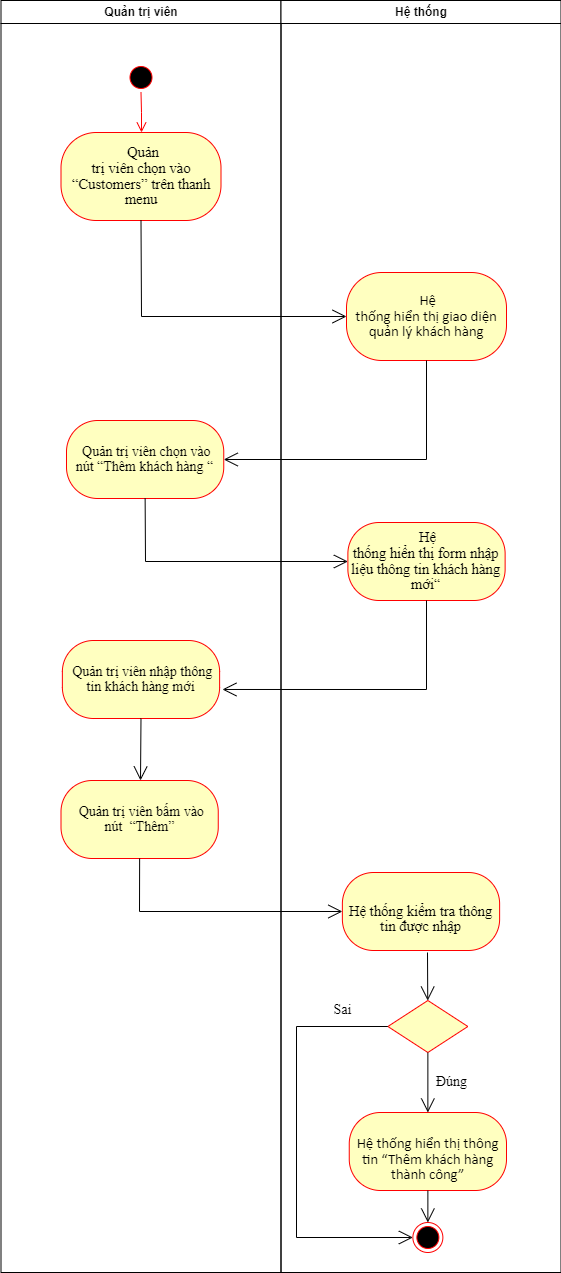 Quản trị viên
Hệ thống
Quản
trị viên chọn vào
“Customers” trên thanh
menu
Hệ
thống hiển thị giao diện
quản lý khách hàng
Quản trị viên chọn vào
nút “Thêm khách hàng “
Hệ
thống hiển thị form nhập
liệu thông tin khách hàng
mới“
Quản trị viên nhập thông
tin khách hàng mới
Quản trị viên bấm vào
nút “Thêm”
Hệ thống kiểm tra thông
tin được nhập
Sai
Đúng
Hệ thống hiển thị thông
tin “Thêm khách hàng
thành công”